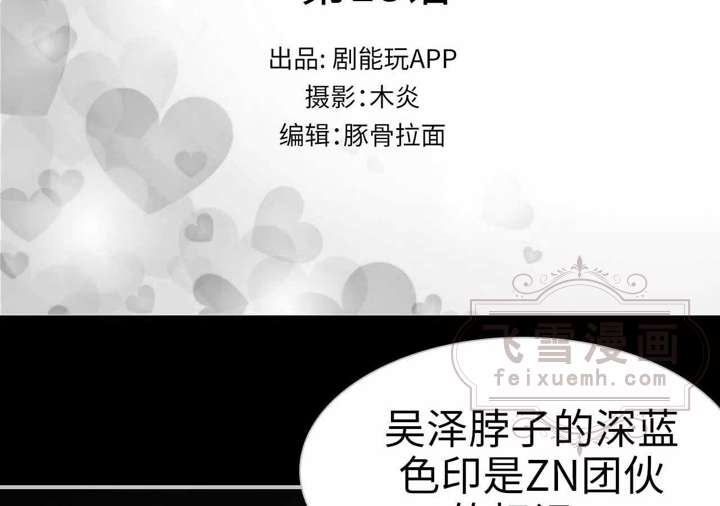 出品: 剧能玩APP
摄影:木炎
编辑:豚骨拉面
飞雪漫画
feixuemh.com
吴泽脖子的深蓝
色印是ZN团伙